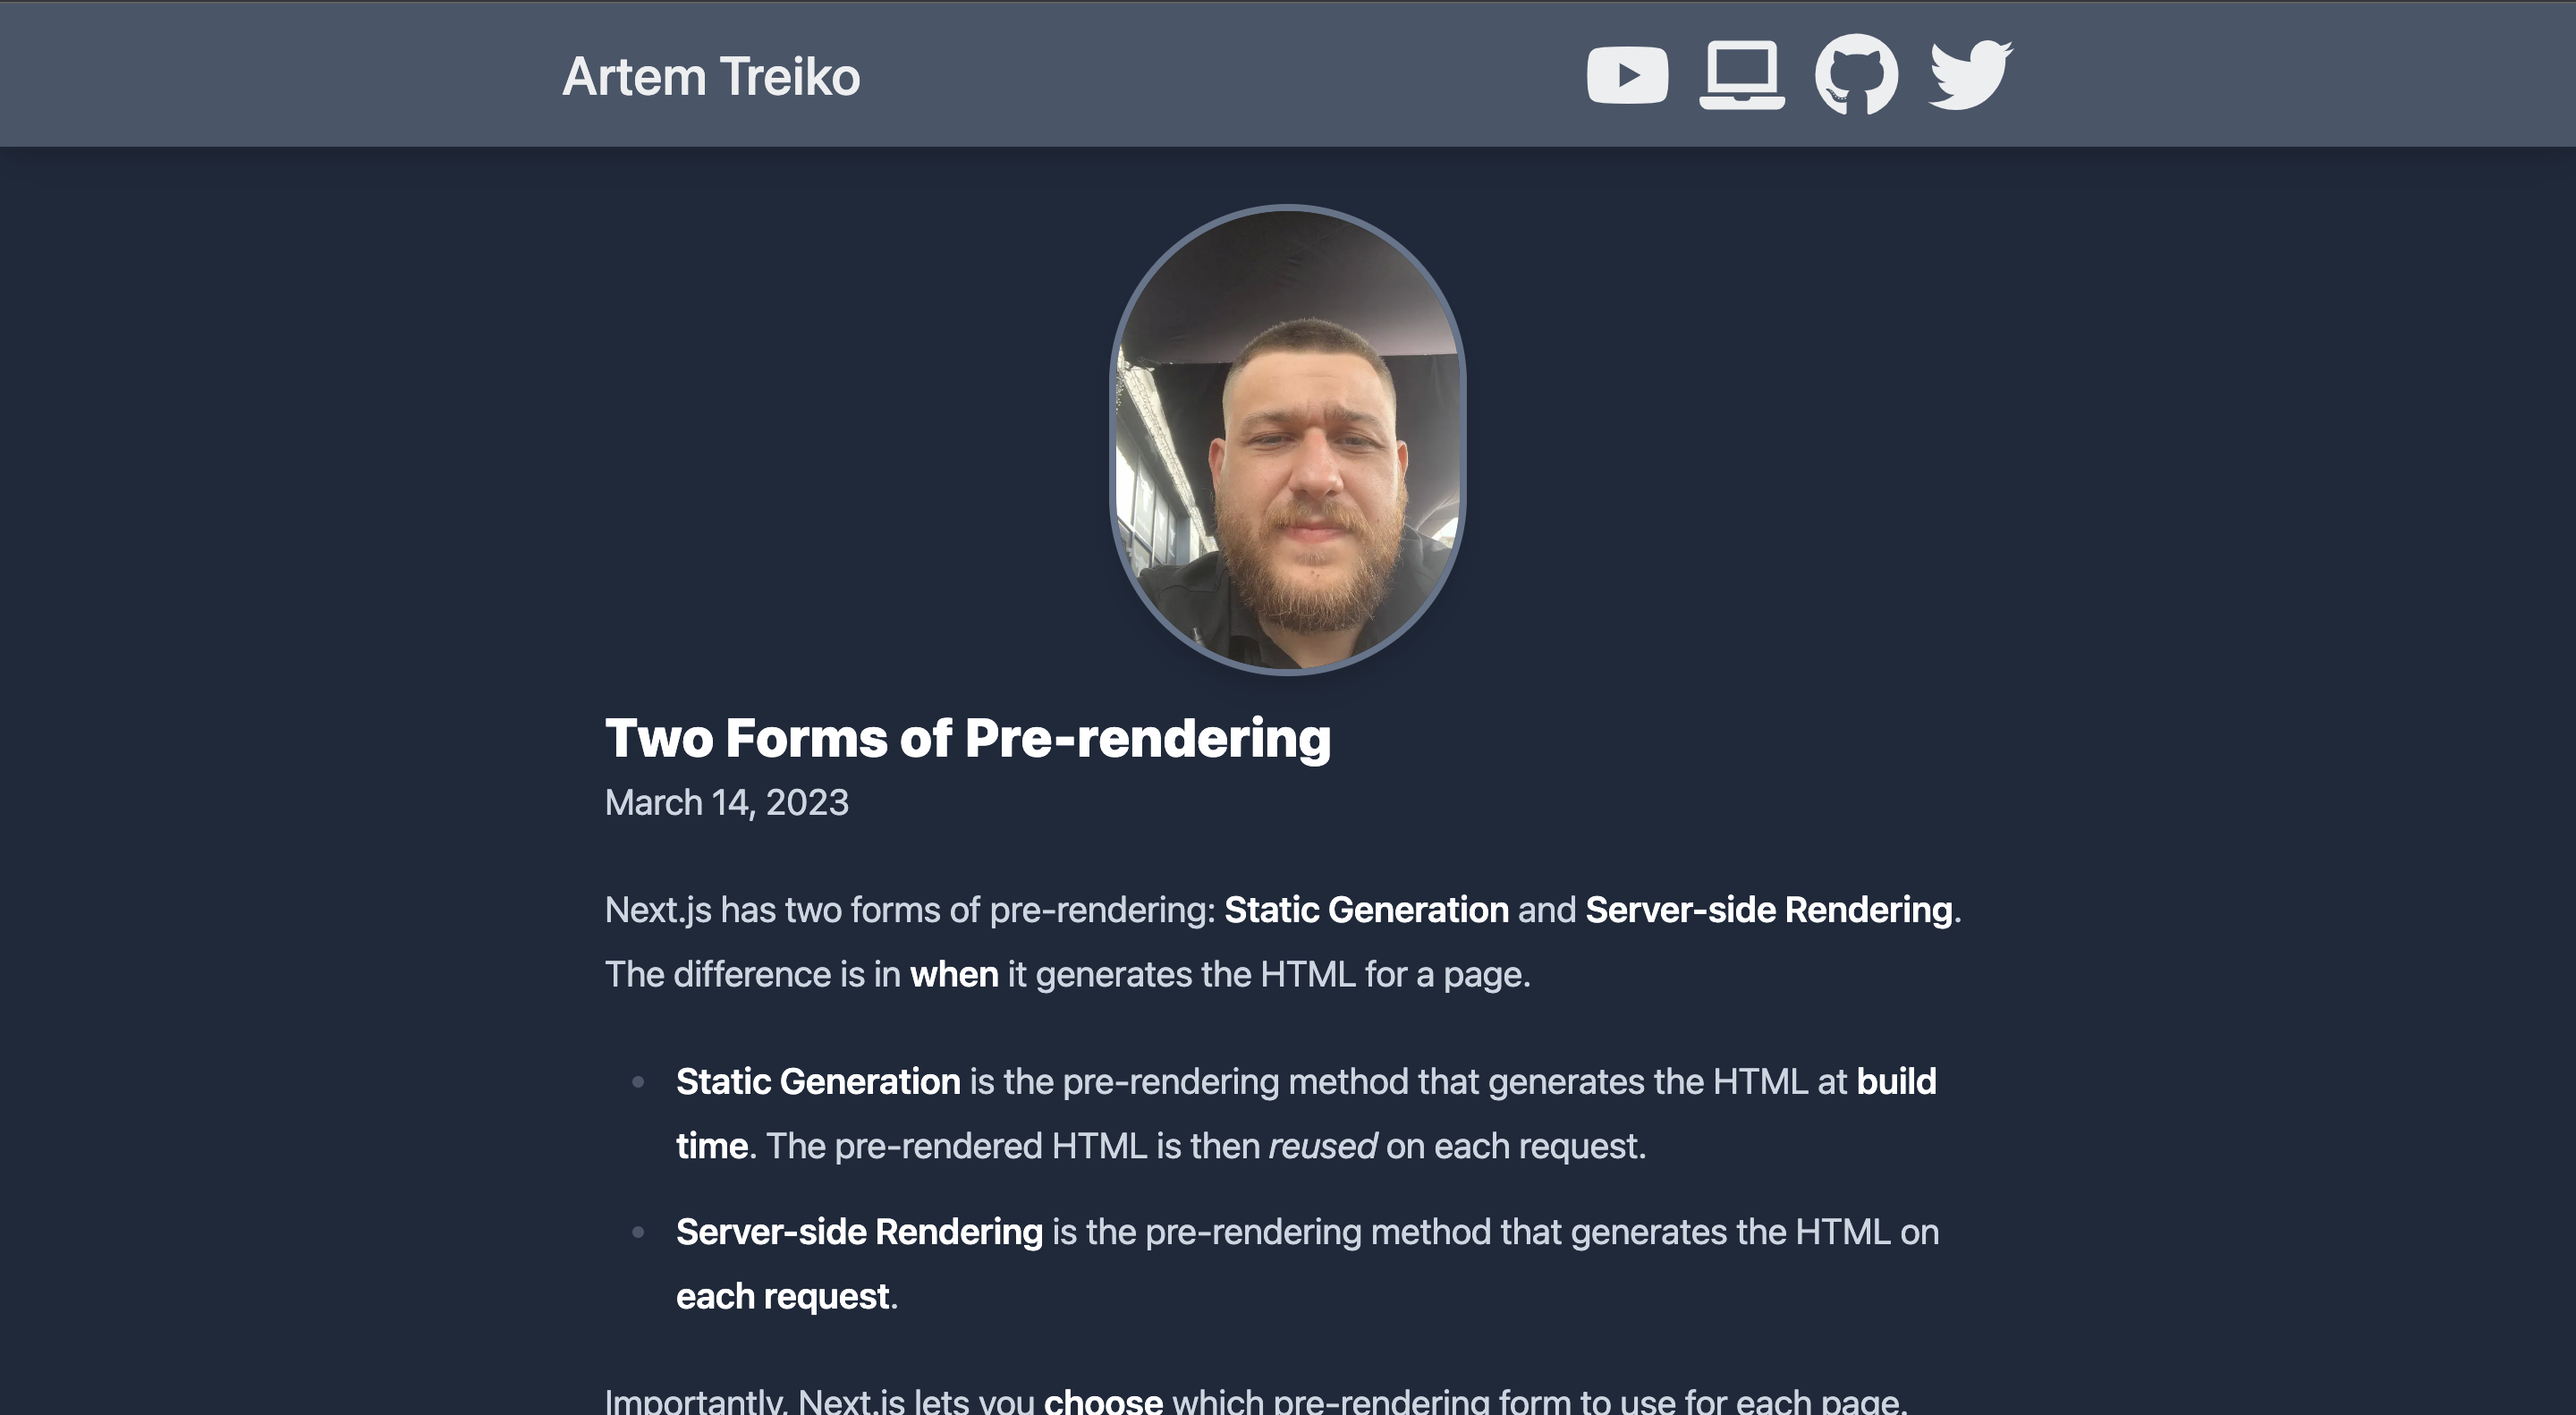 Artem Treiko
Two Forms of Pre-rendering
March 14, 2023
Next.js has two forms of pre-rendering: Static Generation and Server-side Rendering.
The difference is in when it generates the HTML for a page.
Static Generation is the pre-rendering method that generates the HTML at build
time. The pre-rendered HTML is then reused on each request.
Server-side Rendering is the pre-rendering method that generates the HTML on
each request.
Importantly, Next.js lets you choose which pre-rendering form to use for each page.